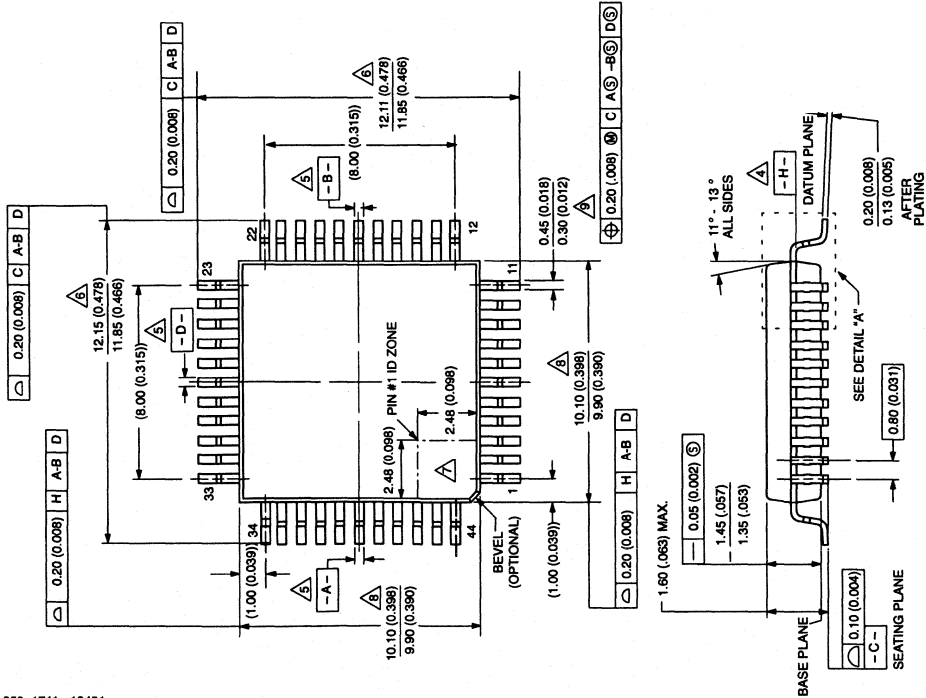 ⌓ 0.20 (0.008) C A-B D
⚠6
12.15 (0.478)
11.85 (0.466)
(8.00 (0.315))
⚠5
-D-
⌓ 0.20 (0.008) C A-B D
⚠6
12.11 (0.478)
11.85 (0.466)
(8.00 (0.315))
⚠5
-B-
⌓ 0.20 (0.008) H A-B D
33
23
22
12
34
44
1
11
(1.00 (0.039))
⚠5
-A-
⚠8
10.10 (0.398)
9.90 (0.390)
PIN #1 ID ZONE
2.48 (0.098)
2.48 (0.098)
⚠7
BEVEL
(OPTIONAL)
(1.00 (0.039))
⚠8
10.10 (0.398)
9.90 (0.390)
⌓ 0.20 (0.008) H A-B D
0.45 (0.018)
0.30 (0.012)
⚠9
⌖ 0.20 (.008) Ⓜ C AⓈ -BⓈ DⓈ
1.60 (.063) MAX.
— 0.05 (0.002) Ⓢ
1.45 (.057)
1.35 (.053)
BASE PLANE
⌓ 0.10 (0.004)
-C-
SEATING PLANE
0.80 (0.031)
SEE DETAIL "A"
11° - 13°
ALL SIDES
⚠4
-H-
DATUM PLANE
0.20 (0.008)
0.13 (0.005)
AFTER
PLATING